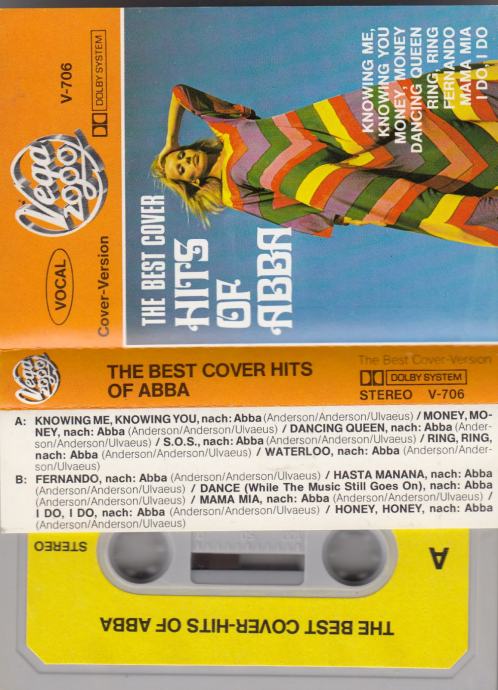 V-706
DOLBY SYSTEM
Vega
2000
VOCAL
Cover-Version
THE BEST COVER
HITS
OF
ABBA
KNOWING ME,
KNOWING YOU
MONEY, MONEY
DANCING QUEEN
RING, RING
FERNANDO
MAMA MIA
I DO, I DO
Vega
2000
THE BEST COVER HITS
OF ABBA
The Best Cover-Version
DOLBY SYSTEM
STEREO V-706
A: KNOWING ME, KNOWING YOU, nach: Abba (Anderson/Anderson/Ulvaeus) / MONEY, MO-
NEY, nach: Abba (Anderson/Anderson/Ulvaeus) / DANCING QUEEN, nach: Abba (Ander-
son/Anderson/Ulvaeus) / S.O.S., nach: Abba (Anderson/Anderson/Ulvaeus) / RING, RING,
nach: Abba (Anderson/Anderson/Ulvaeus) / WATERLOO, nach: Abba (Anderson/Ander-
son/Ulvaeus)
B: FERNANDO, nach: Abba (Anderson/Anderson/Ulvaeus) / HASTA MANANA, nach: Abba
(Anderson/Anderson/Ulvaeus) / DANCE (While The Music Still Goes On), nach: Abba
(Anderson/Anderson/Ulvaeus) / MAMA MIA, nach: Abba (Anderson/Anderson/Ulvaeus) /
I DO, I DO, nach: Abba (Anderson/Anderson/Ulvaeus) / HONEY, HONEY, nach: Abba
(Anderson/Anderson/Ulvaeus)
STEREO
A
THE BEST COVER-HITS OF ABBA